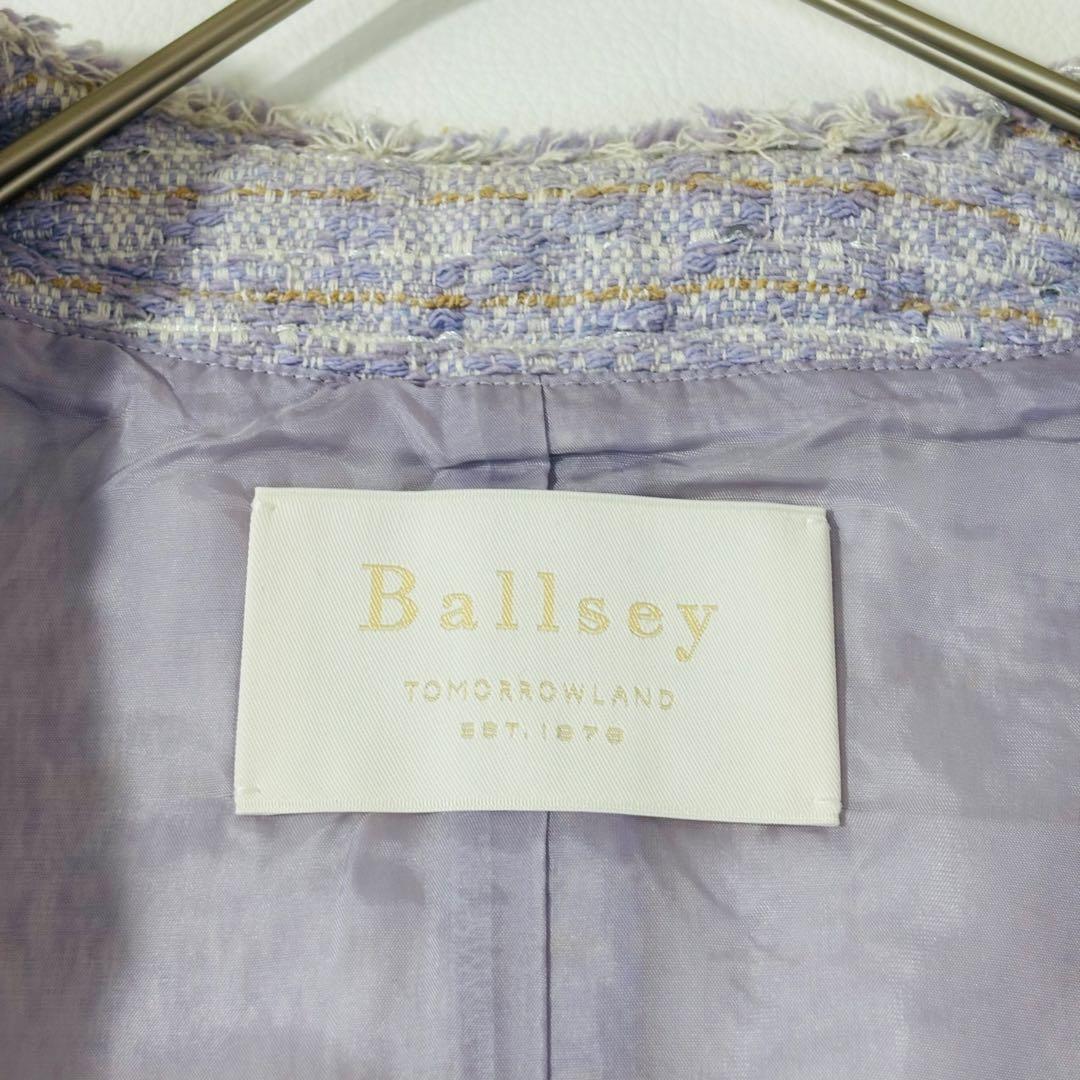 Ballsey
TOMORROWLAND
EST. 1978